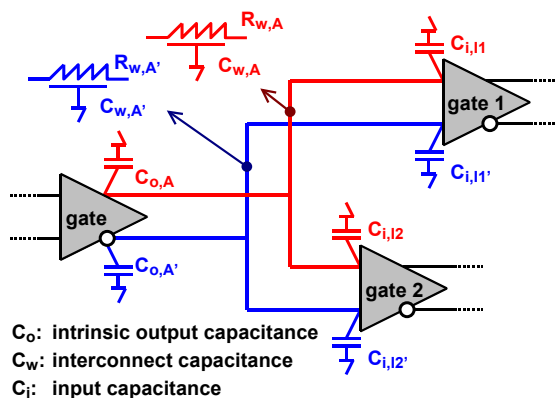 R_w,A
C_w,A
R_w,A'
C_w,A'
C_i,I1
gate 1
C_i,I1'
C_o,A
gate
C_o,A'
C_i,I2
gate 2
C_i,I2'
C_o: intrinsic output capacitance
C_w: interconnect capacitance
C_i: input capacitance